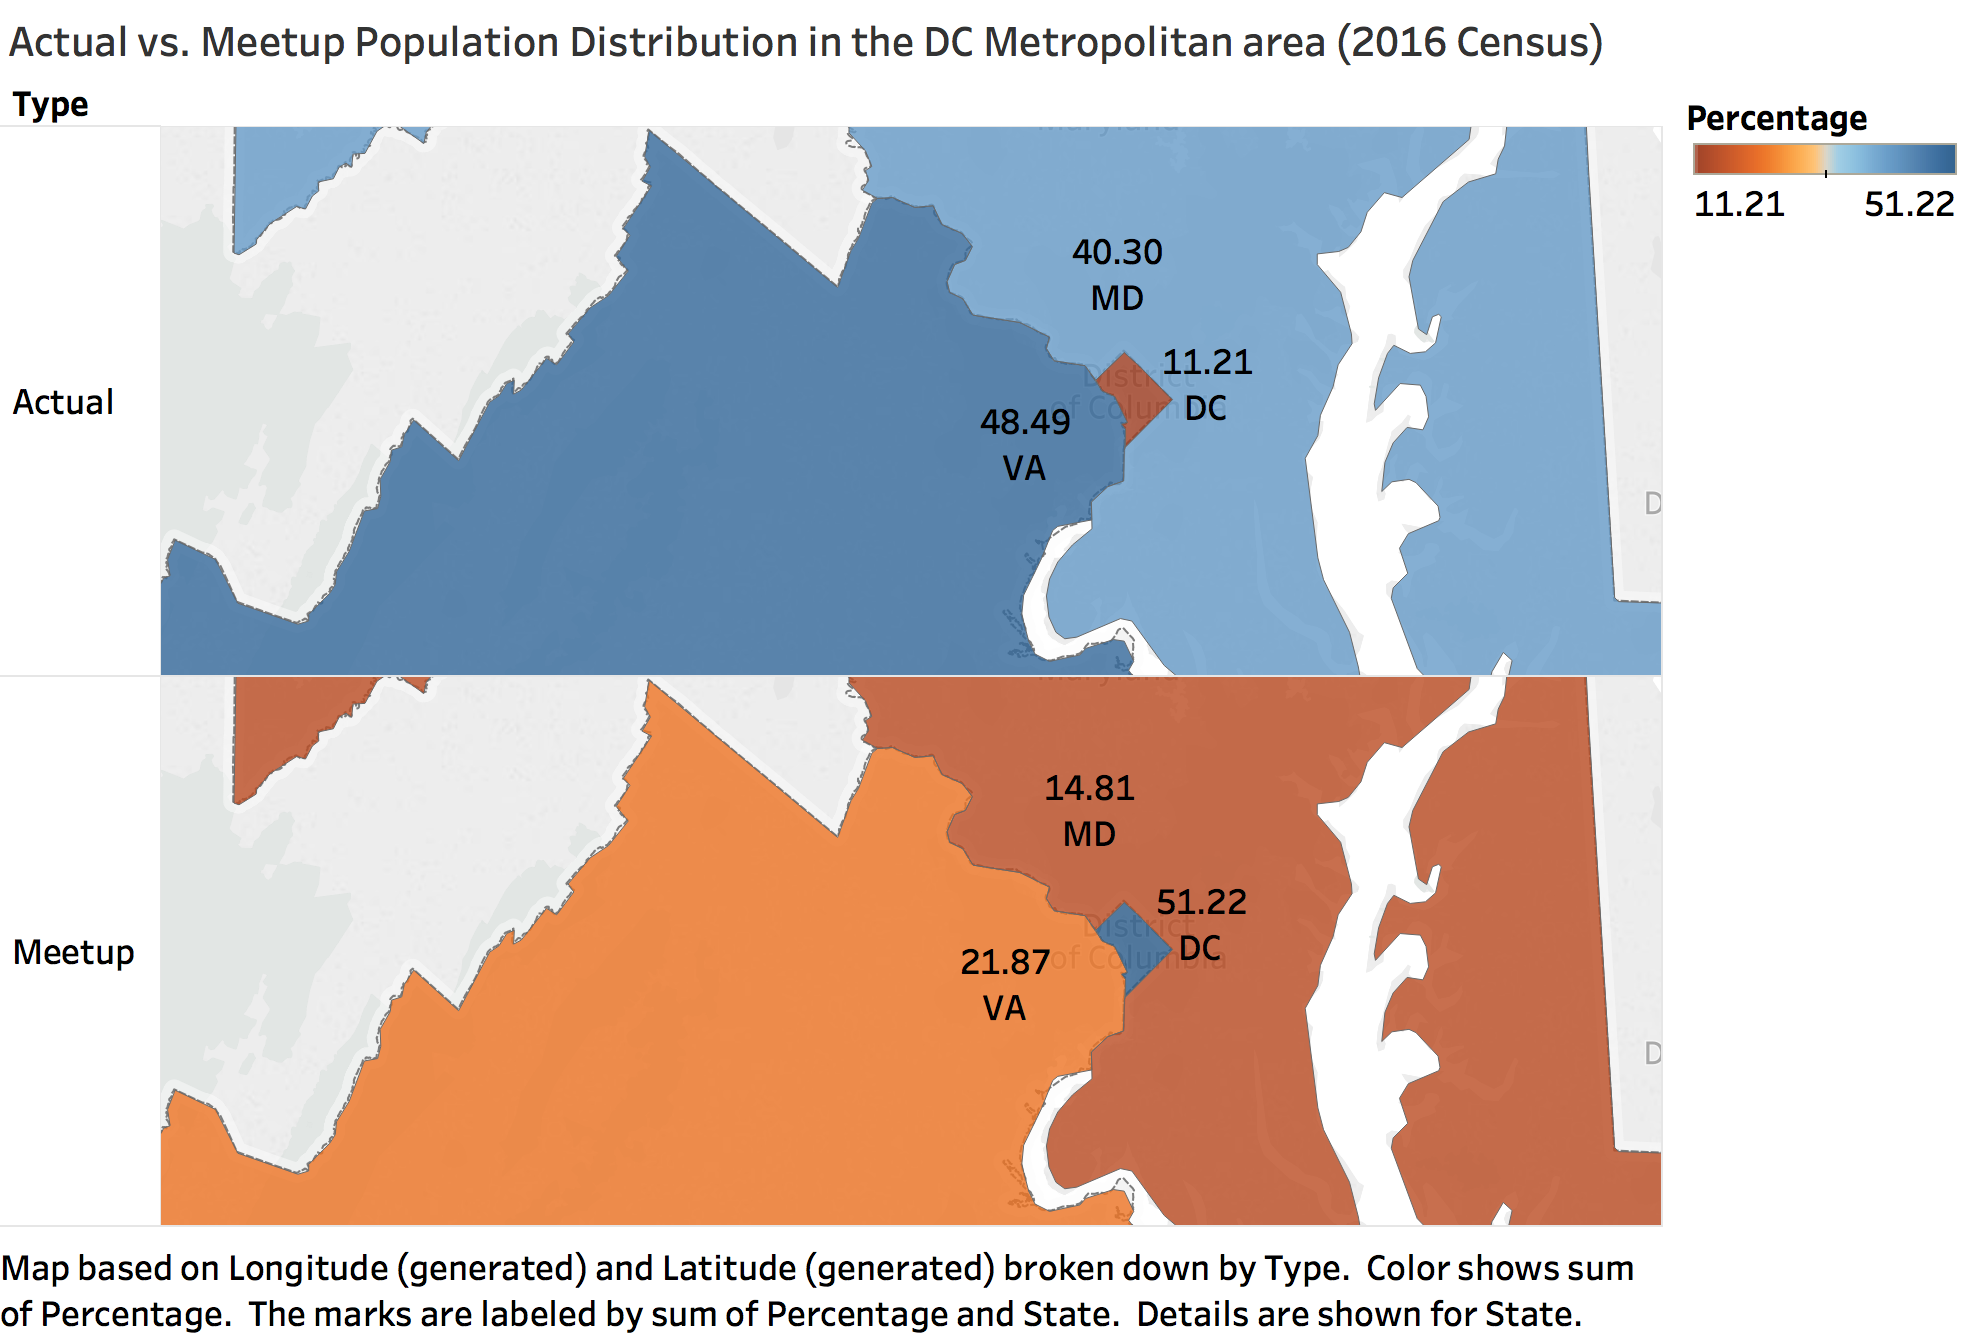 Actual vs. Meetup Population Distribution in the DC Metropolitan area (2016 Census)
Type
Percentage
11.21
51.22
Maryland
40.30
MD
11.21
DC
District
of Columbia
48.49
VA
D
Actual
Maryland
14.81
MD
51.22
DC
District
of Columbia
21.87
VA
D
Meetup
Map based on Longitude (generated) and Latitude (generated) broken down by Type.  Color shows sum
of Percentage.  The marks are labeled by sum of Percentage and State.  Details are shown for State.